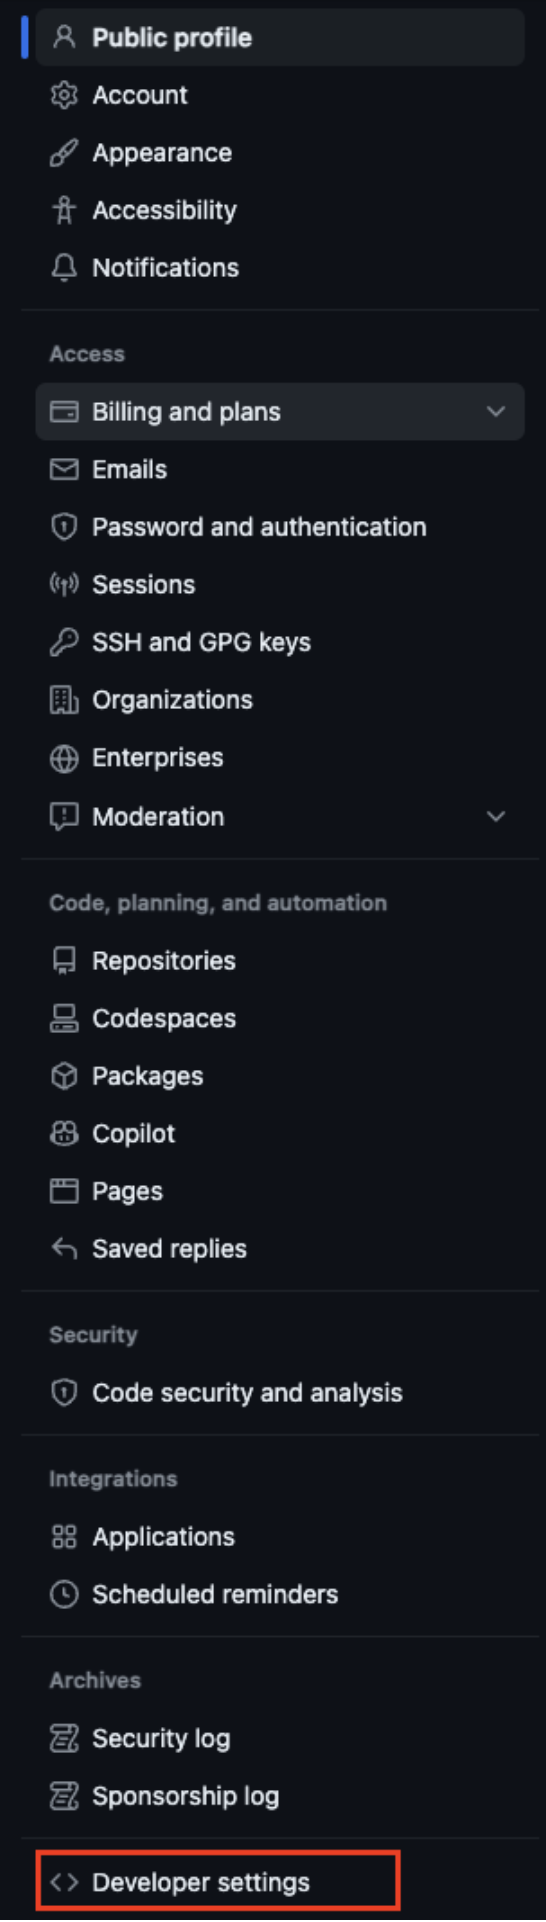 Public profile
Account
Appearance
Accessibility
Notifications
Access
Billing and plans
Emails
Password and authentication
Sessions
SSH and GPG keys
Organizations
Enterprises
Moderation
Code, planning, and automation
Repositories
Codespaces
Packages
Copilot
Pages
Saved replies
Security
Code security and analysis
Integrations
Applications
Scheduled reminders
Archives
Security log
Sponsorship log
Developer settings